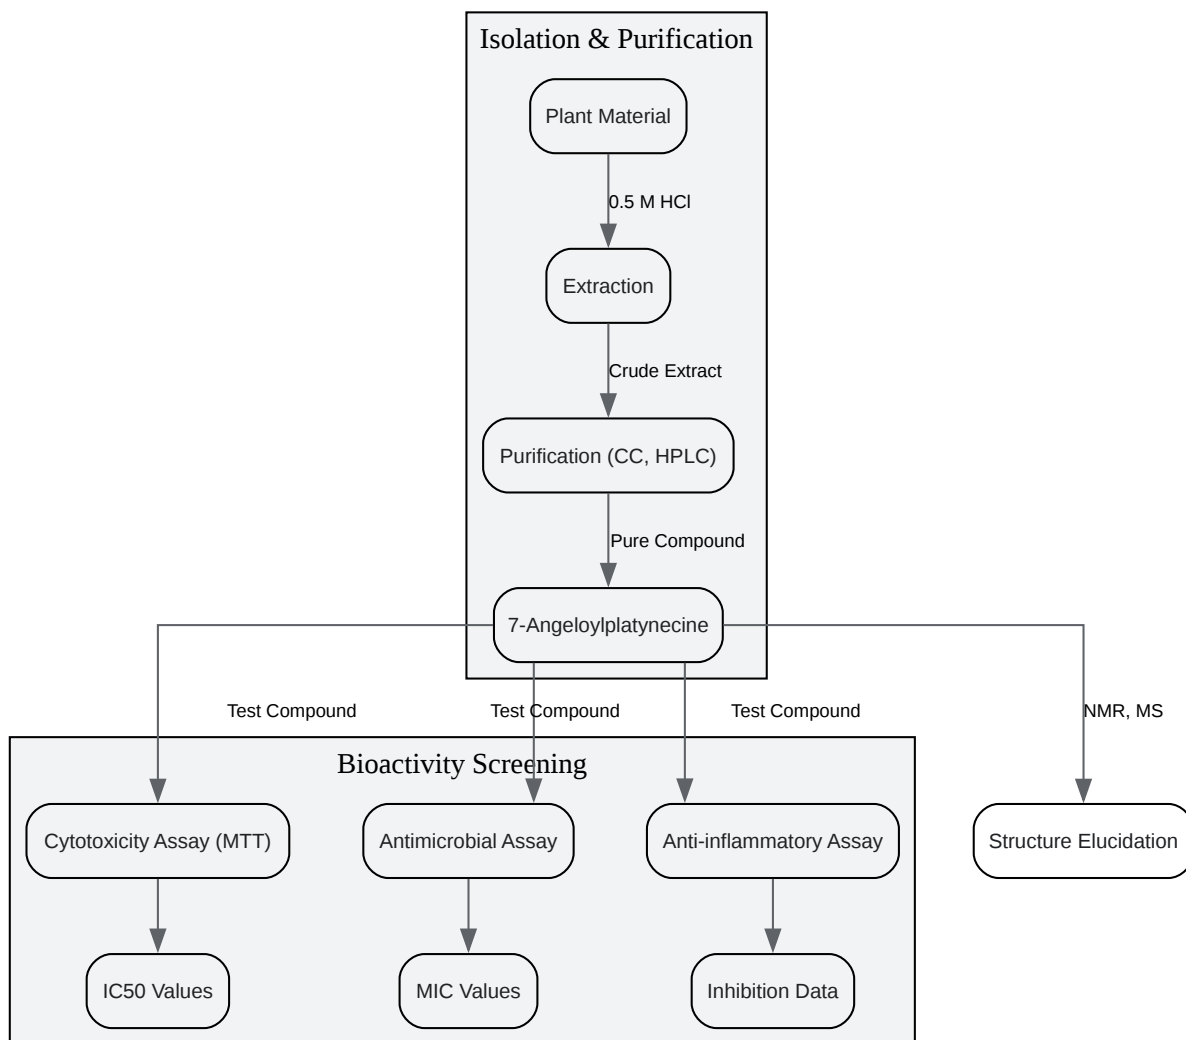 Isolation & Purification
Plant Material
0.5 M HCl
Extraction
Crude Extract
Purification (CC, HPLC)
Pure Compound
7-Angeloylplatynecine
Test Compound
Test Compound
Test Compound
NMR, MS
Bioactivity Screening
Cytotoxicity Assay (MTT)
Antimicrobial Assay
Anti-inflammatory Assay
Structure Elucidation
IC50 Values
MIC Values
Inhibition Data